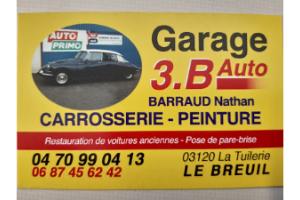 AUTO
PRIMO
Garage
3.B Auto
BARRAUD Nathan
CARROSSERIE - PEINTURE
Restauration de voitures anciennes - Pose de pare-brise
04 70 99 04 13
03120 La Tuilerie
06 87 45 62 42
LE BREUIL